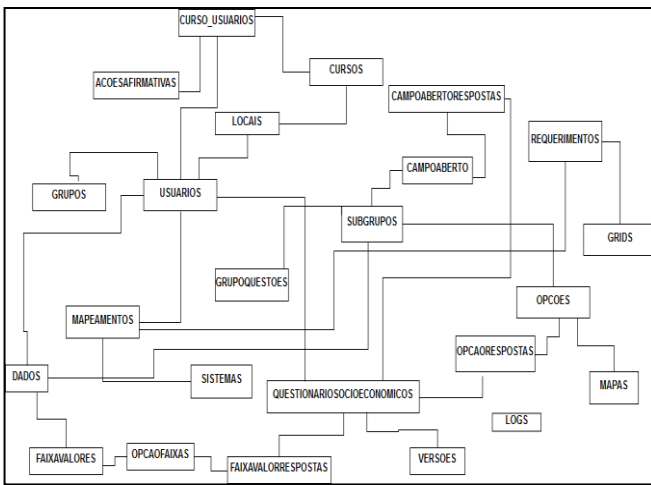 CURSO_USUARIOS
CURSOS
ACOESAFIRMATIVAS
CAMPOABERTORESPOSTAS
LOCAIS
REQUERIMENTOS
CAMPOABERTO
GRUPOS
USUARIOS
SUBGRUPOS
GRIDS
GRUPOQUESTOES
OPCOES
MAPEAMENTOS
OPCAORESPOSTAS
DADOS
SISTEMAS
MAPAS
QUESTIONARIOSOCIOECONOMICOS
LOGS
FAIXAVALORES
OPCAOFAIXAS
FAIXAVALORRESPOSTAS
VERSOES